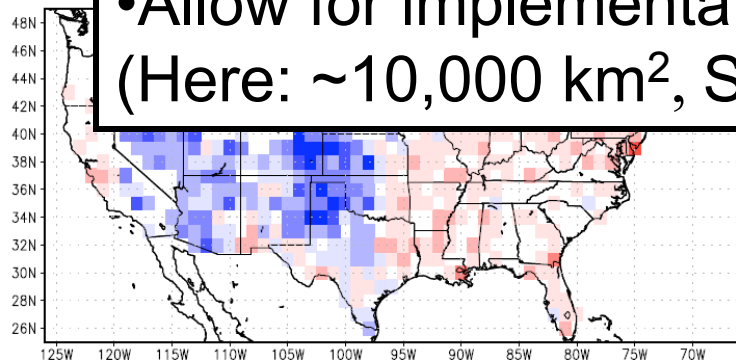 •Allow for
(Here: ~10,000 km², S
48N
46N
44N
42N
40N
38N
36N
34N
32N
30N
28N
26N
125W 120W 115W 110W 105W 100W 95W 90W 85W 80W 75W 70W